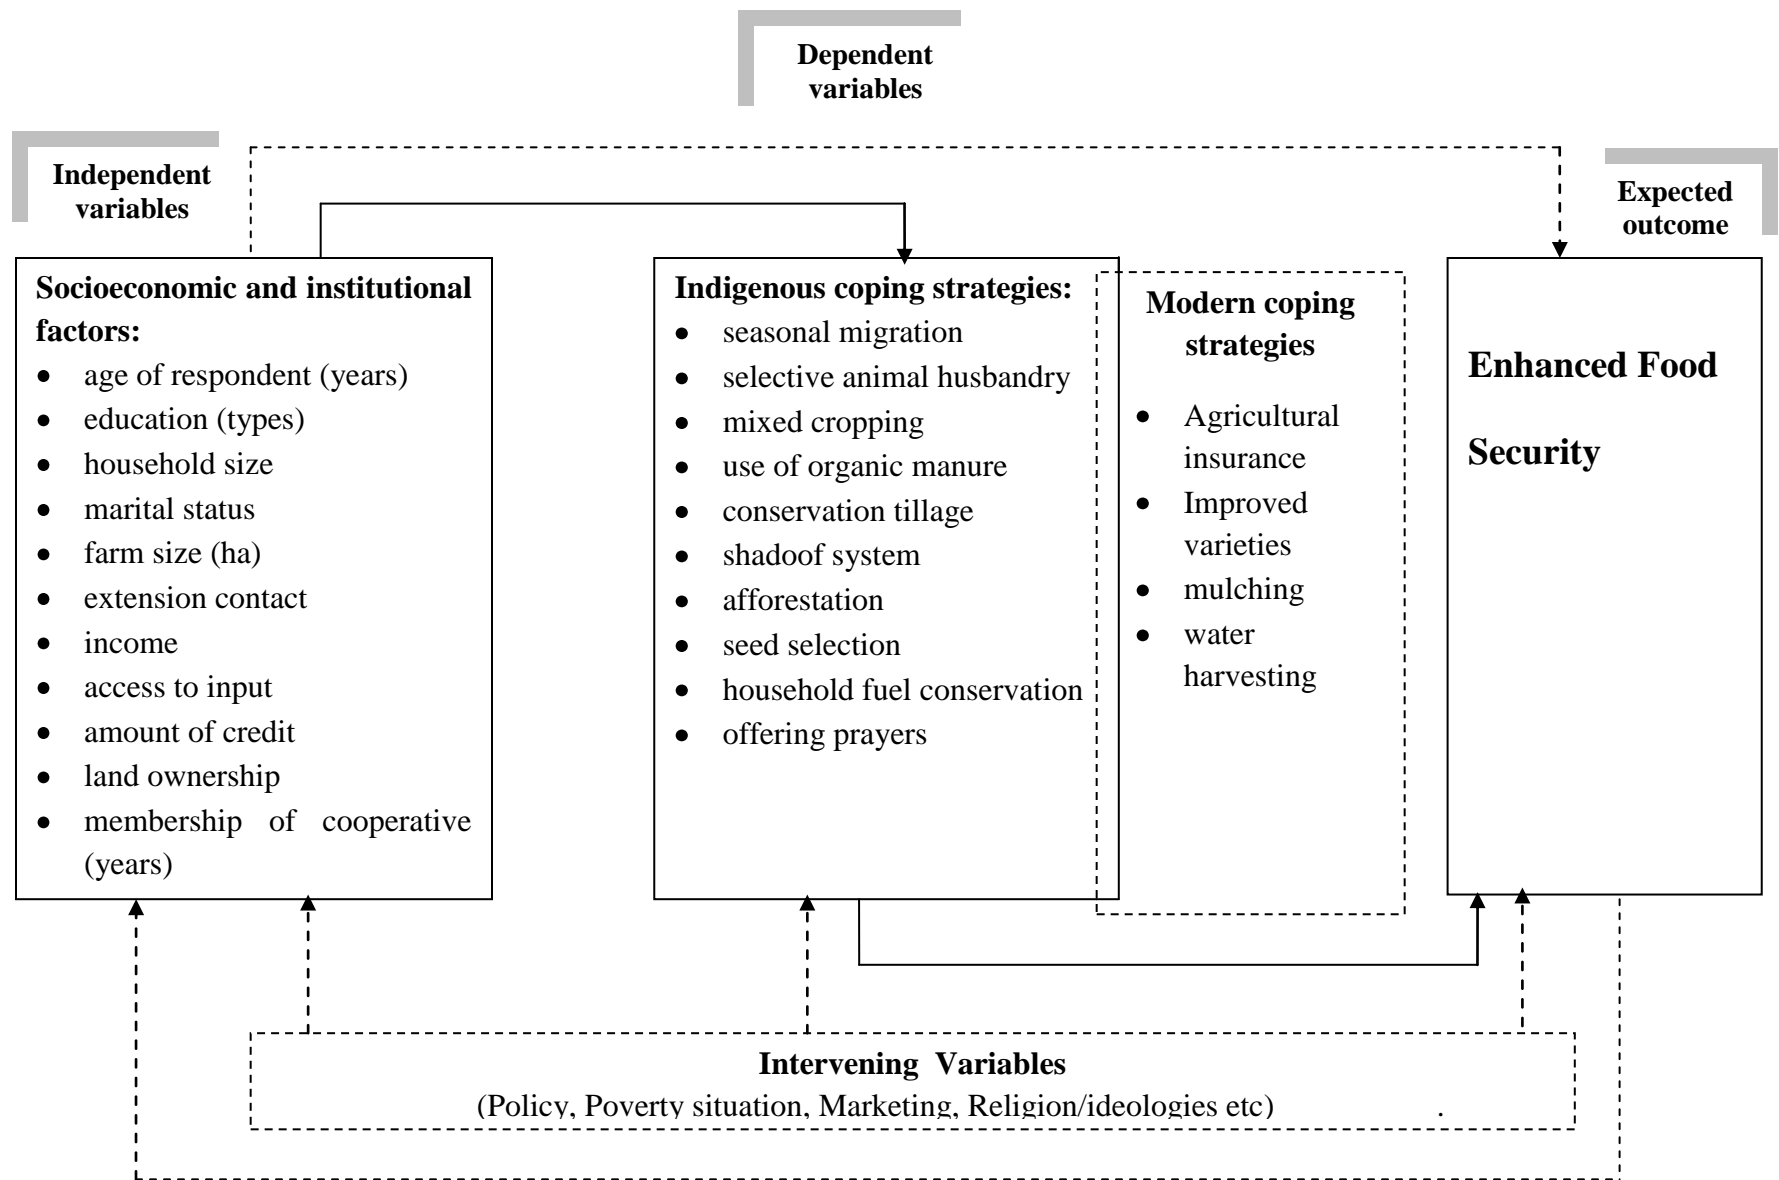 Dependent
variables
Independent
variables
Expected
outcome
Socioeconomic and institutional
factors:
• age of respondent (years)
• education (types)
• household size
• marital status
• farm size (ha)
• extension contact
• income
• access to input
• amount of credit
• land ownership
• membership of cooperative
(years)
Indigenous coping strategies:
• seasonal migration
• selective animal husbandry
• mixed cropping
• use of organic manure
• conservation tillage
• shadoof system
• afforestation
• seed selection
• household fuel conservation
• offering prayers
Modern coping
strategies
• Agricultural
insurance
• Improved
varieties
• mulching
• water
harvesting
Enhanced Food
Security
Intervening Variables
(Policy, Poverty situation, Marketing, Religion/ideologies etc) .